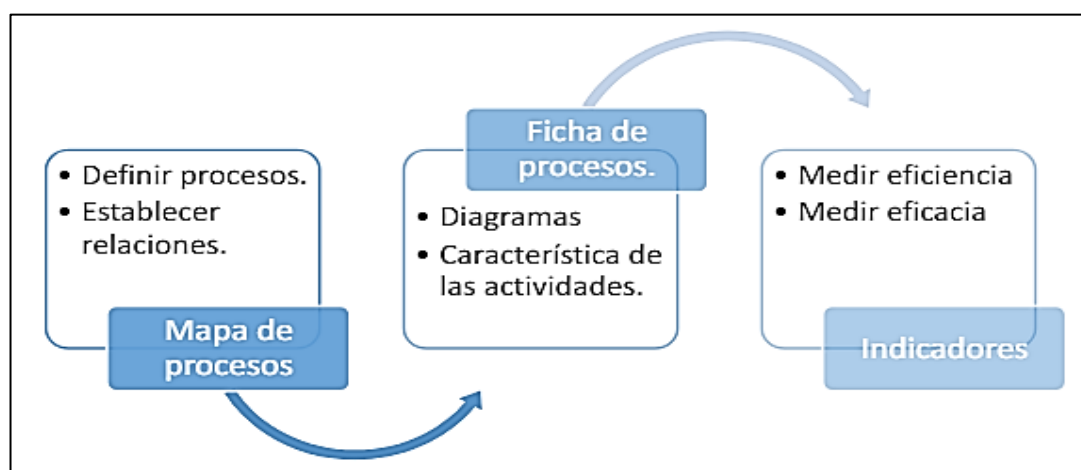 • Definir procesos.
• Establecer
relaciones.
Mapa de
procesos
Ficha de
procesos.
• Diagramas
• Característica de
las actividades.
• Medir eficiencia
• Medir eficacia
Indicadores